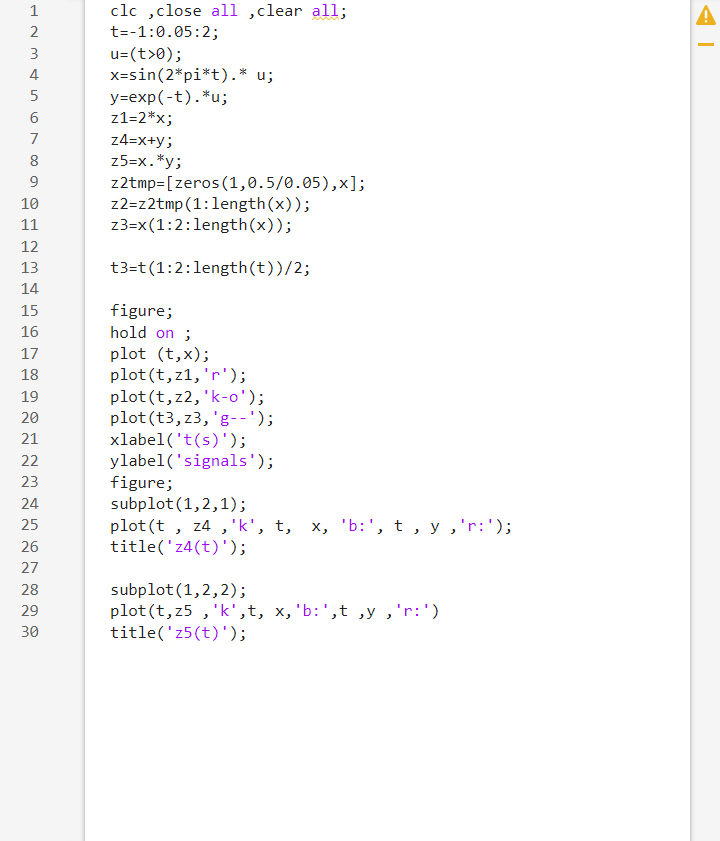 1 clc ,close all ,clear all;
2 t=-1:0.05:2;
3 u=(t>0);
4 x=sin(2*pi*t).* u;
5 y=exp(-t).*u;
6 z1=2*x;
7 z4=x+y;
8 z5=x.*y;
9 z2tmp=[zeros(1,0.5/0.05),x];
10 z2=z2tmp(1:length(x));
11 z3=x(1:2:length(x));
12
13 t3=t(1:2:length(t))/2;
14
15 figure;
16 hold on ;
17 plot (t,x);
18 plot(t,z1,'r');
19 plot(t,z2,'k-o');
20 plot(t3,z3,'g--');
21 xlabel('t(s)');
22 ylabel('signals');
23 figure;
24 subplot(1,2,1);
25 plot(t , z4 ,'k', t,  x, 'b:', t , y ,'r:');
26 title('z4(t)');
27
28 subplot(1,2,2);
29 plot(t,z5 ,'k',t, x,'b:',t ,y ,'r:')
30 title('z5(t)');